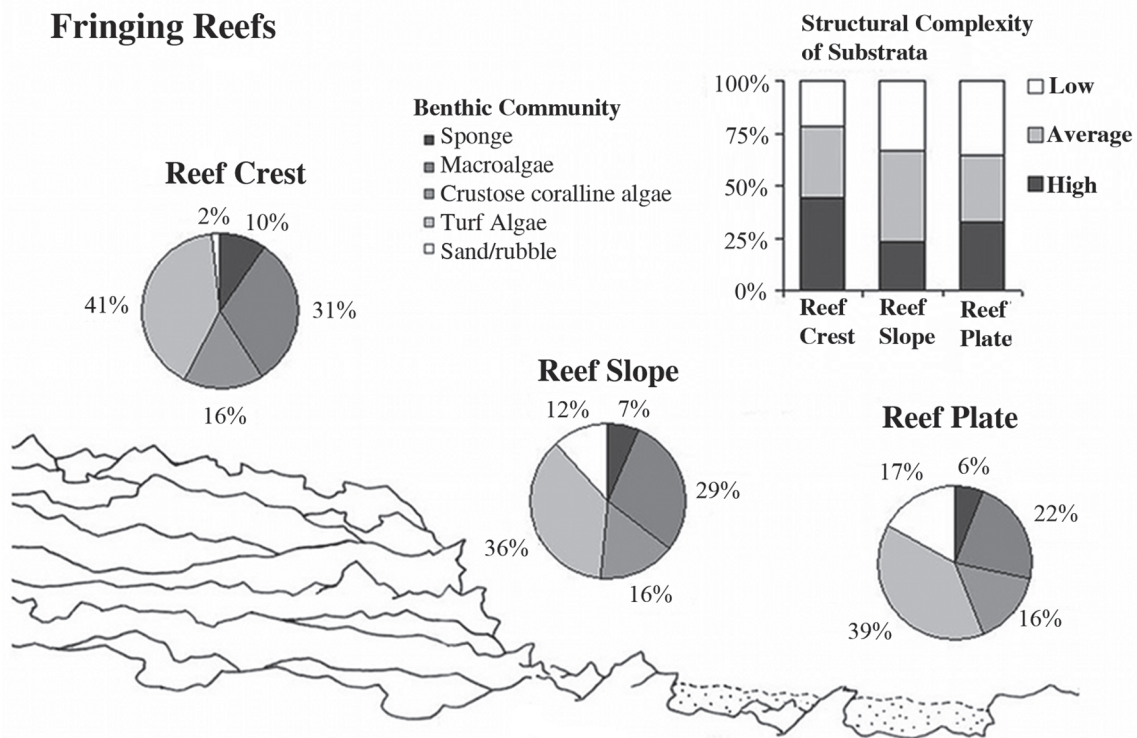 Fringing Reefs
Structural Complexity
of Substrata
100%
75%
50%
25%
0%
Low
Average
High
Reef
Crest
Reef
Slope
Reef
Plate
Benthic Community
Sponge
Macroalgae
Crustose coralline algae
Turf Algae
Sand/rubble
Reef Crest
2%
10%
41%
31%
16%
Reef Slope
12%
7%
29%
36%
16%
Reef Plate
17%
6%
22%
39%
16%